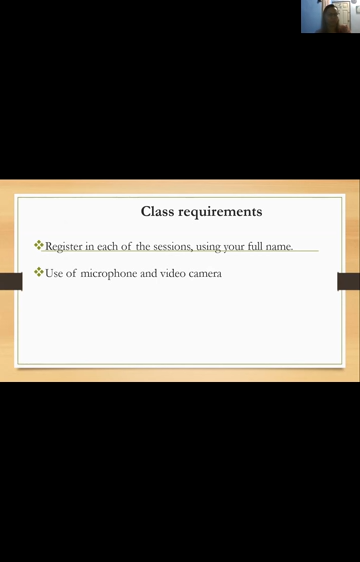 Class requirements
Register in each of the sessions, using your full name.
Use of microphone and video camera